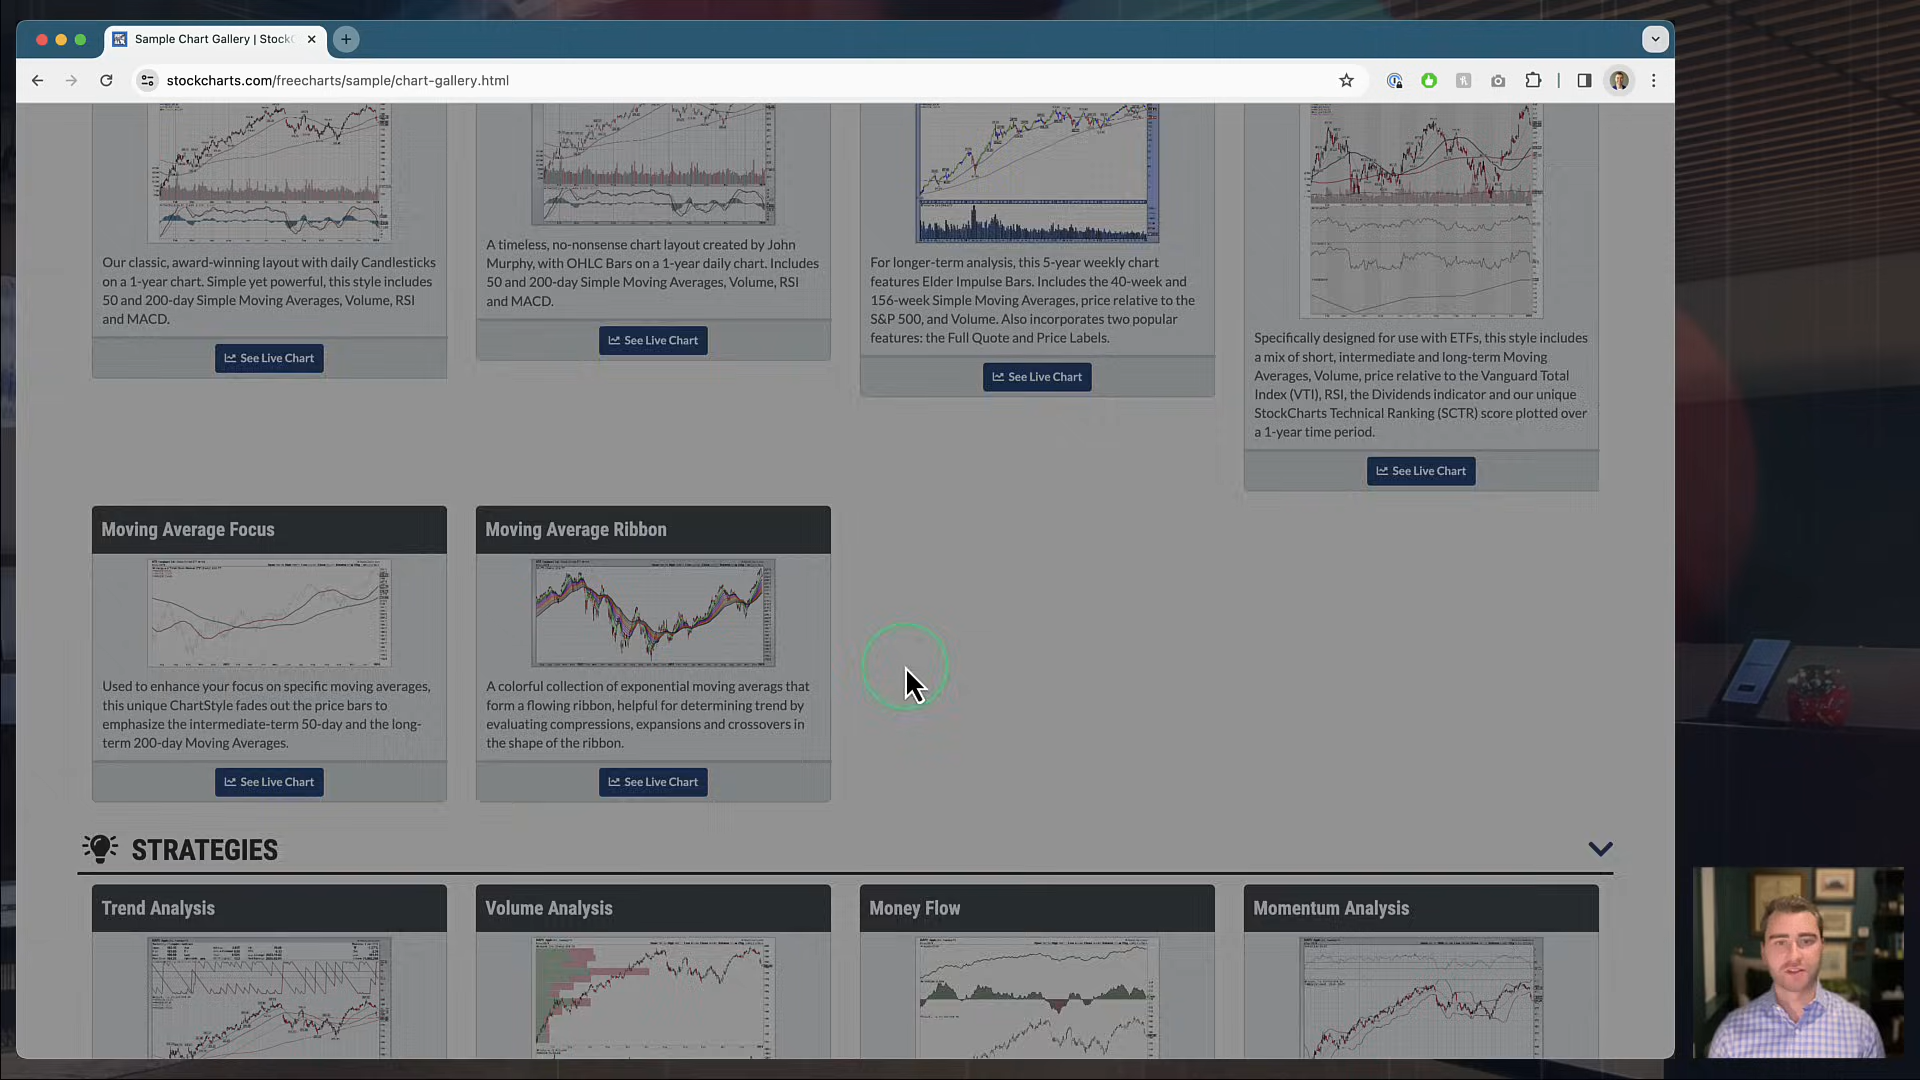 Sample Chart Gallery | StockC
stockcharts.com/freecharts/sample/chart-gallery.html
Our classic, award-winning layout with daily Candlesticks
on a 1-year chart. Simple yet powerful, this style includes
50 and 200-day Simple Moving Averages, Volume, RSI
and MACD.
See Live Chart
A timeless, no-nonsense chart layout created by John
Murphy, with OHLC Bars on a 1-year daily chart. Includes
50 and 200-day Simple Moving Averages, Volume, RSI
and MACD.
See Live Chart
For longer-term analysis, this 5-year weekly chart
features Elder Impulse Bars. Includes the 40-week and
156-week Simple Moving Averages, price relative to the
S&P 500, and Volume. Also incorporates two popular
features: the Full Quote and Price Labels.
See Live Chart
Specifically designed for use with ETFs, this style includes
a mix of short, intermediate and long-term Moving
Averages, Volume, price relative to the Vanguard Total
Index (VTI), RSI, the Dividends indicator and our unique
StockCharts Technical Ranking (SCTR) score plotted over
a 1-year time period.
See Live Chart
Moving Average Focus
Used to enhance your focus on specific moving averages,
this unique ChartStyle fades out the price bars to
emphasize the intermediate-term 50-day and the long-
term 200-day Moving Averages.
See Live Chart
Moving Average Ribbon
A colorful collection of exponential moving averags that
form a flowing ribbon, helpful for determining trend by
evaluating compressions, expansions and crossovers in
the shape of the ribbon.
See Live Chart
STRATEGIES
Trend Analysis
Volume Analysis
Money Flow
Momentum Analysis